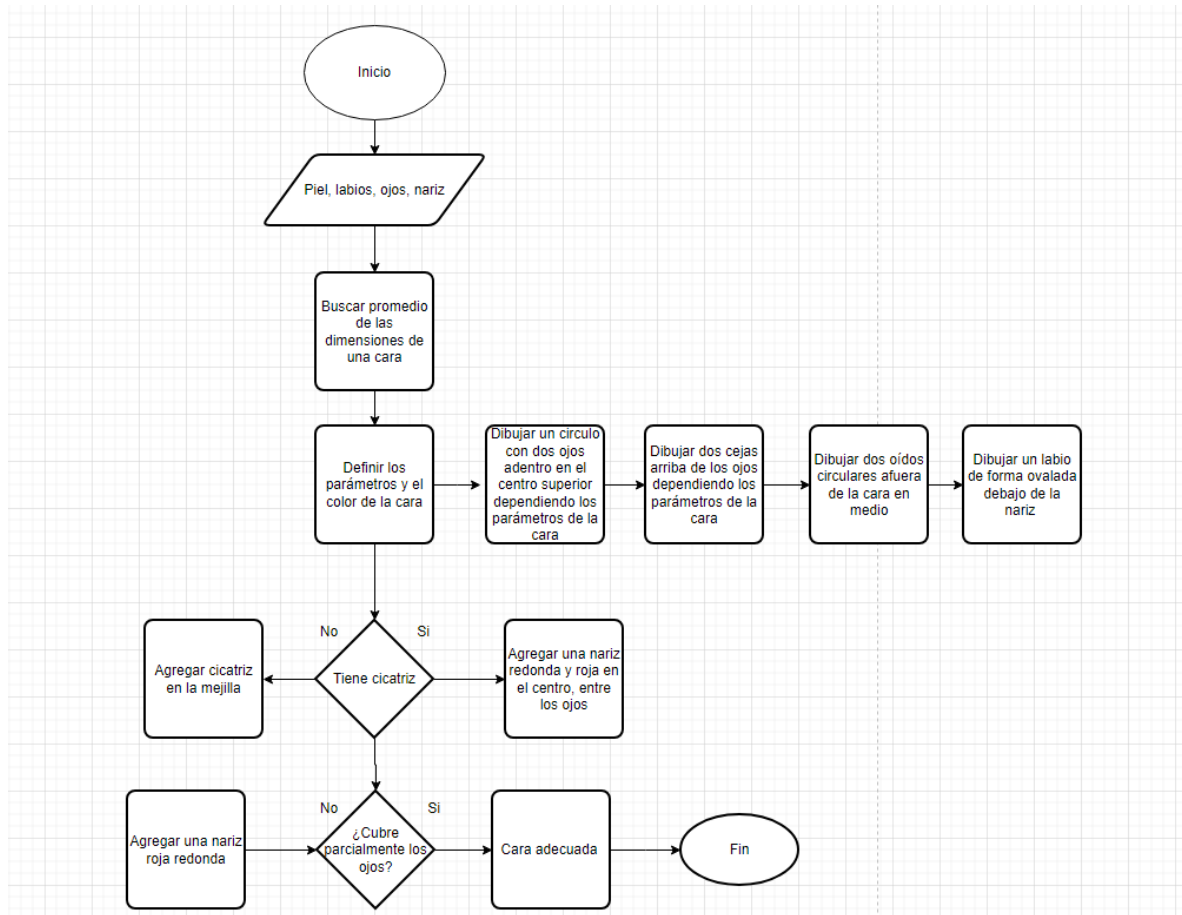 Inicio
Piel, labios, ojos, nariz
Buscar promedio
de las
dimensiones de
una cara
Definir los
parámetros y el
color de la cara
Dibujar un circulo
con dos ojos
adentro en el
centro superior
dependiendo los
parámetros de la
cara
Dibujar dos cejas
arriba de los ojos
dependiendo los
parámetros de la
cara
Dibujar dos oídos
circulares afuera
de la cara en
medio
Dibujar un labio
de forma ovalada
debajo de la
nariz
No
Si
Agregar cicatriz
en la mejilla
Tiene cicatriz
Agregar una nariz
redonda y roja en
el centro, entre
los ojos
No
Si
Agregar una nariz
roja redonda
¿Cubre
parcialmente los
ojos?
Cara adecuada
Fin